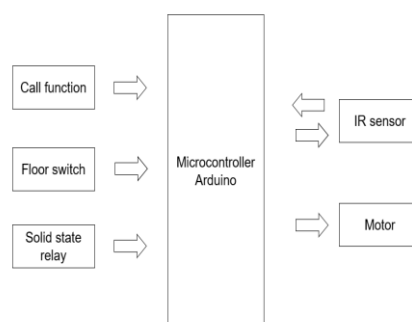 Call function
Floor switch
Solid state
relay
Microcontroller
Arduino
IR sensor
Motor